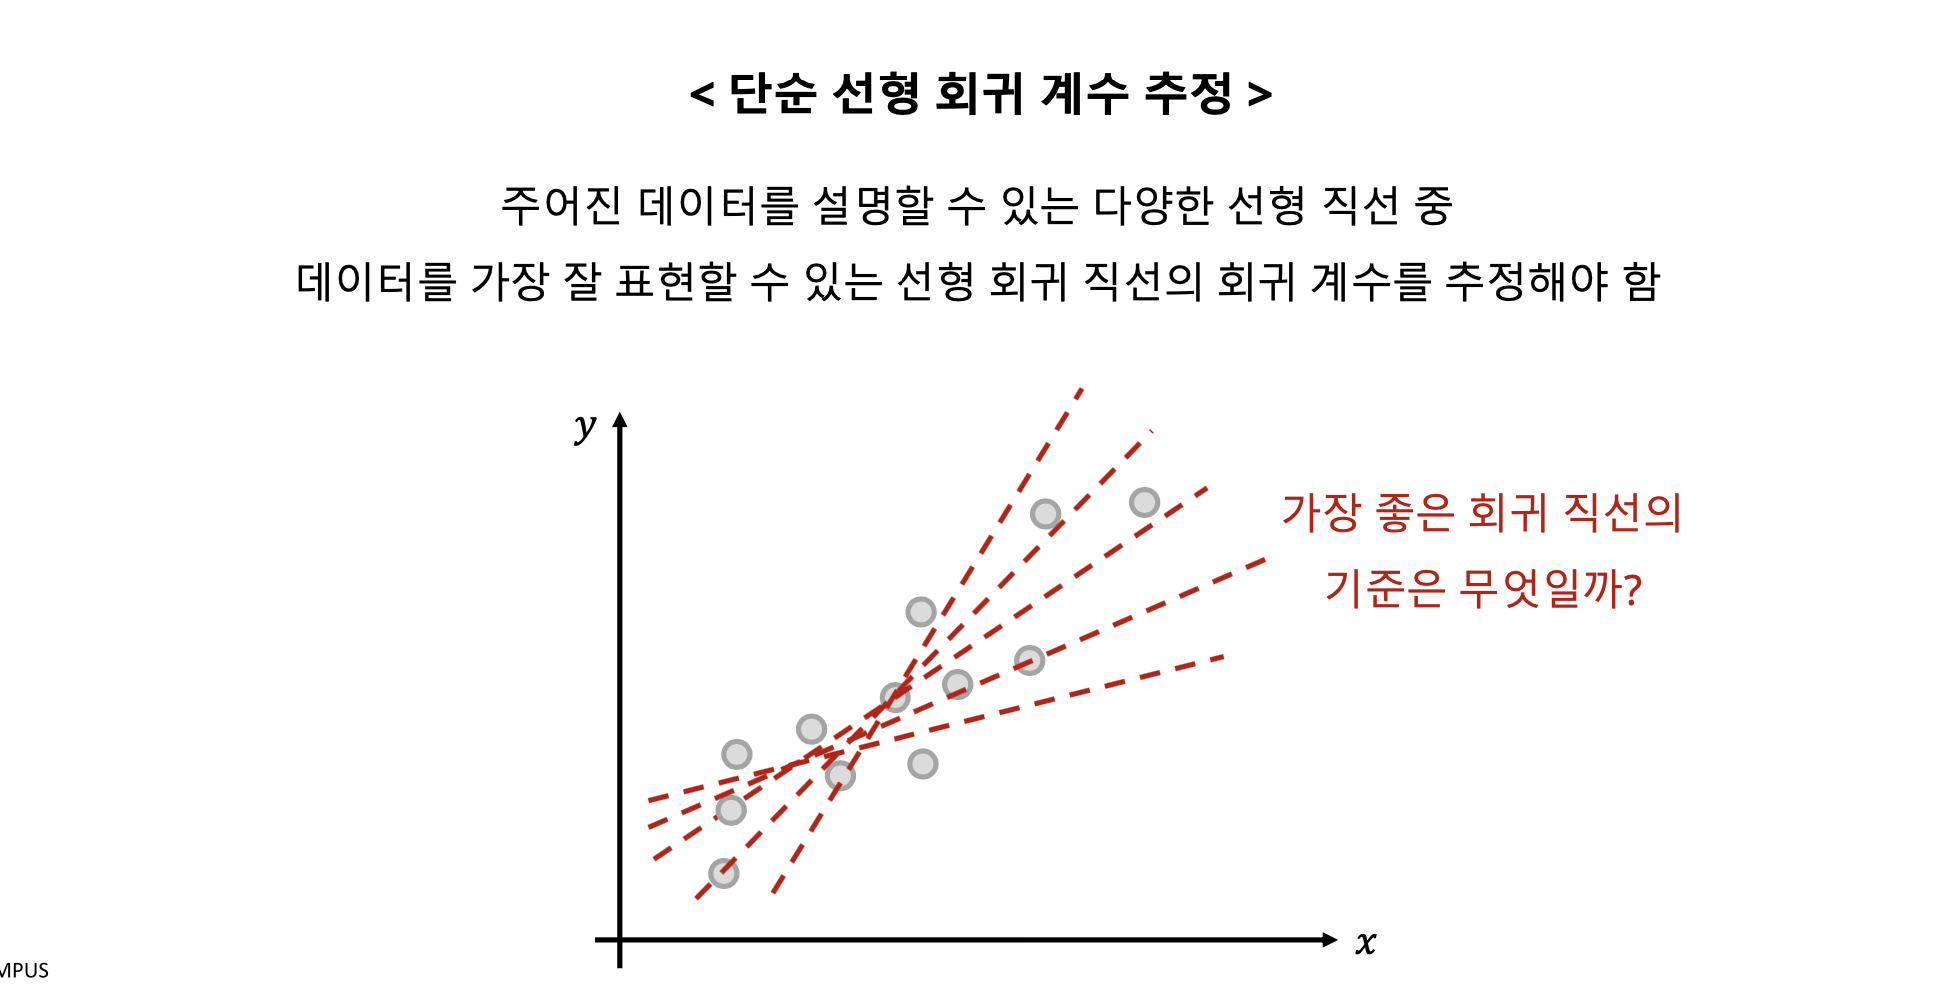 < 단순 선형 회귀 계수 추정 >
주어진 데이터를 설명할 수 있는 다양한 선형 직선 중
데이터를 가장 잘 표현할 수 있는 선형 회귀 직선의 회귀 계수를 추정해야 함
y
가장 좋은 회귀 직선의
기준은 무엇일까?
x
MPUS